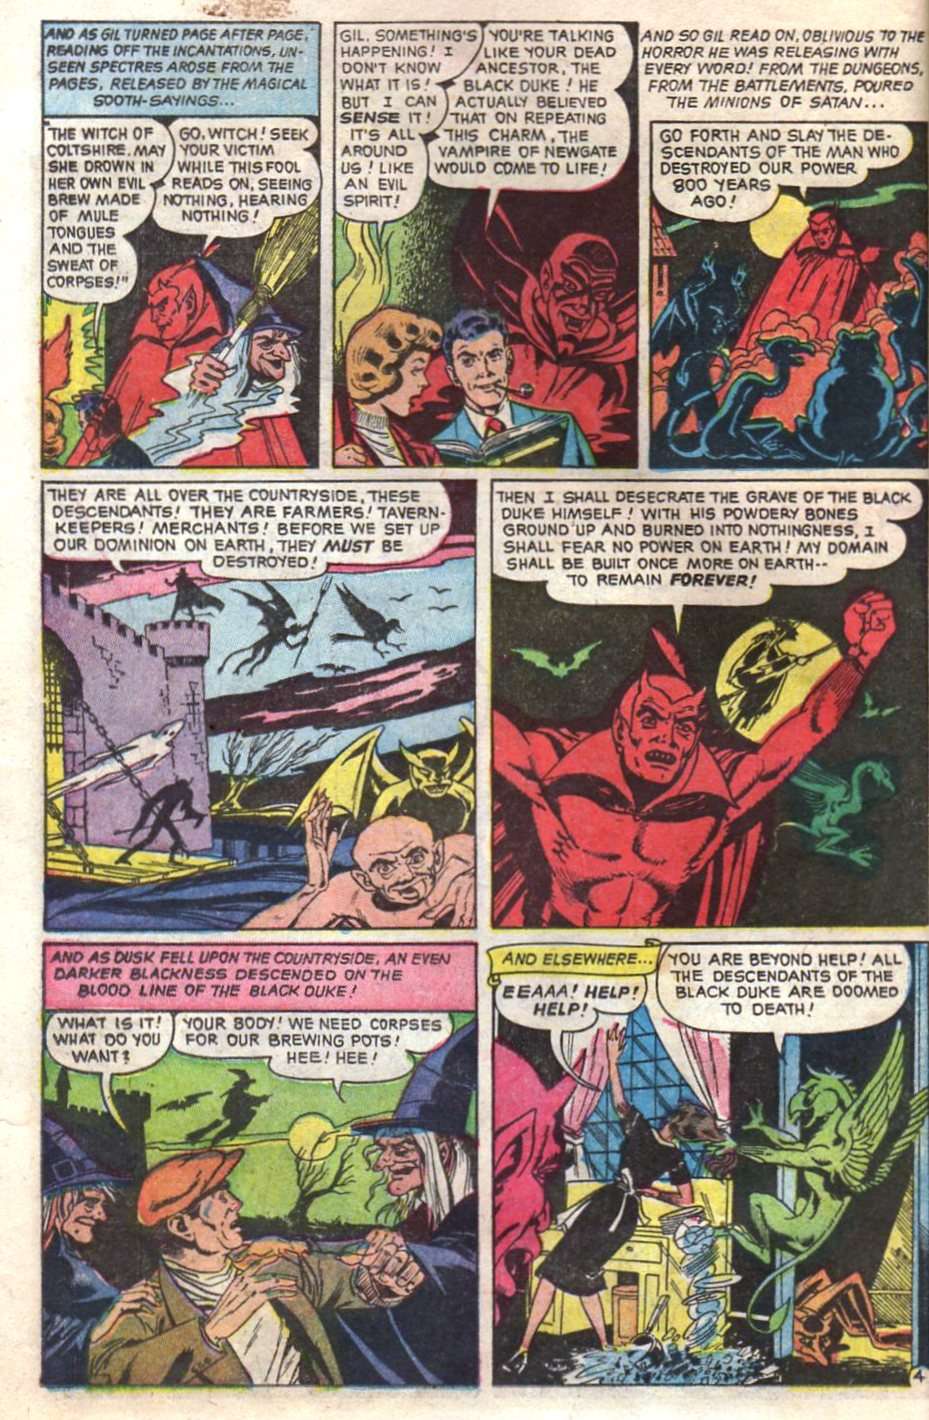 AND AS GIL TURNED PAGE AFTER PAGE,
READING OFF THE INCANTATIONS, UN-
SEEN SPECTRES AROSE FROM THE
PAGES, RELEASED BY THE MAGICAL
SOOTH-SAYINGS...
"THE WITCH OF
COLTSHIRE, MAY
SHE DROWN IN
HER OWN EVIL
BREW MADE
OF MULE
TONGUES
AND THE
SWEAT OF
CORPSES!"
GO, WITCH! SEEK
YOUR VICTIM
WHILE THIS FOOL
READS ON, SEEING
NOTHING, HEARING
NOTHING!
GIL, SOMETHING'S
HAPPENING! I
DON'T KNOW
WHAT IT IS!
BUT I CAN
SENSE IT!
IT'S ALL
AROUND
US! LIKE
AN EVIL
SPIRIT!
YOU'RE TALKING
LIKE YOUR DEAD
ANCESTOR, THE
BLACK DUKE! HE
ACTUALLY BELIEVED
THAT ON REPEATING
THIS CHARM, THE
VAMPIRE OF NEWGATE
WOULD COME TO LIFE!
AND SO GIL READ ON, OBLIVIOUS TO THE
HORROR HE WAS RELEASING WITH
EVERY WORD! FROM THE DUNGEONS,
FROM THE BATTLEMENTS, POURED
THE MINIONS OF SATAN...
GO FORTH AND SLAY THE DE-
SCENDANTS OF THE MAN WHO
DESTROYED OUR POWER
800 YEARS
AGO!
THEY ARE ALL OVER THE COUNTRYSIDE, THESE
DESCENDANTS! THEY ARE FARMERS! TAVERN-
KEEPERS! MERCHANTS! BEFORE WE SET UP
OUR DOMINION ON EARTH, THEY MUST BE
DESTROYED!
THEN I SHALL DESECRATE THE GRAVE OF THE BLACK
DUKE HIMSELF! WITH HIS POWDERY BONES
GROUND UP AND BURNED INTO NOTHINGNESS, I
SHALL FEAR NO POWER ON EARTH! MY DOMAIN
SHALL BE BUILT ONCE MORE ON EARTH--
TO REMAIN FOREVER!
AND AS DUSK FELL UPON THE COUNTRYSIDE, AN EVEN
DARKER BLACKNESS DESCENDED ON THE
BLOOD LINE OF THE BLACK DUKE!
WHAT IS IT!
WHAT DO YOU
WANT?
YOUR BODY! WE NEED CORPSES
FOR OUR BREWING POTS!
HEE! HEE!
AND ELSEWHERE...
EEAAA! HELP!
HELP!
YOU ARE BEYOND HELP! ALL
THE DESCENDANTS OF THE
BLACK DUKE ARE DOOMED
TO DEATH!
4